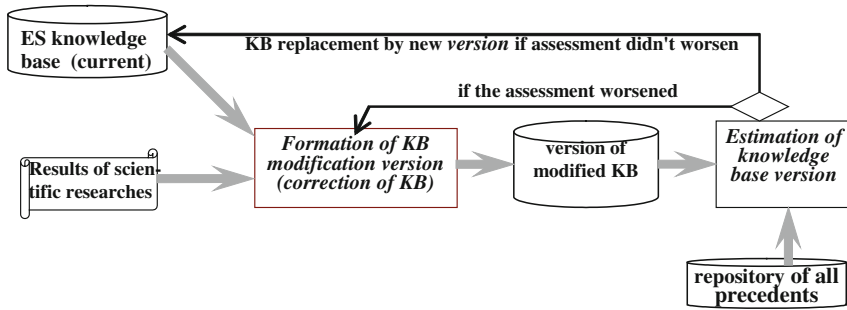 ES knowledge
base (current)
KB replacement by new version if assessment didn't worsen
if the assessment worsened
Results of scien-
tific researches
Formation of KB
modification version
(correction of KB)
version of
modified KB
Estimation of
knowledge
base version
repository of all
precedents